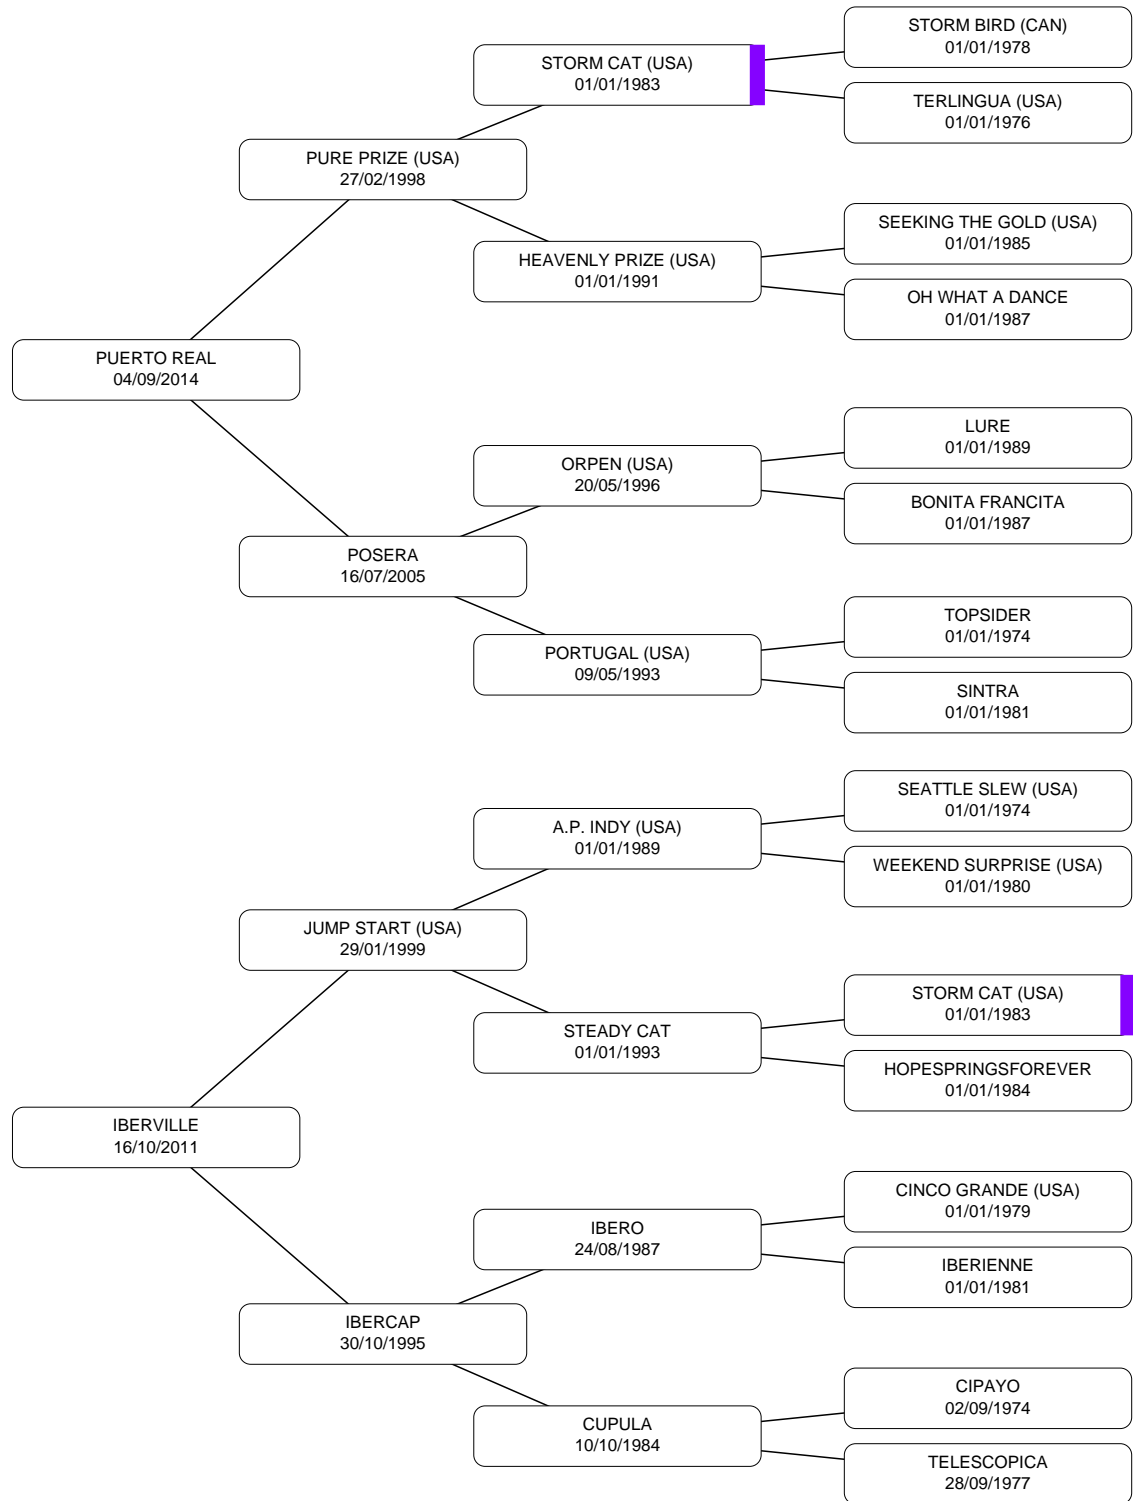 STORM BIRD (CAN)
01/01/1978
STORM CAT (USA)
01/01/1983
TERLINGUA (USA)
01/01/1976
PURE PRIZE (USA)
27/02/1998
SEEKING THE GOLD (USA)
01/01/1985
HEAVENLY PRIZE (USA)
01/01/1991
OH WHAT A DANCE
01/01/1987
PUERTO REAL
04/09/2014
LURE
01/01/1989
ORPEN (USA)
20/05/1996
BONITA FRANCITA
01/01/1987
POSERA
16/07/2005
TOPSIDER
01/01/1974
PORTUGAL (USA)
09/05/1993
SINTRA
01/01/1981
SEATTLE SLEW (USA)
01/01/1974
A.P. INDY (USA)
01/01/1989
WEEKEND SURPRISE (USA)
01/01/1980
JUMP START (USA)
29/01/1999
STORM CAT (USA)
01/01/1983
STEADY CAT
01/01/1993
HOPESPRINGSFOREVER
01/01/1984
IBERVILLE
16/10/2011
CINCO GRANDE (USA)
01/01/1979
IBERO
24/08/1987
IBERIENNE
01/01/1981
IBERCAP
30/10/1995
CIPAYO
02/09/1974
CUPULA
10/10/1984
TELESCOPICA
28/09/1977